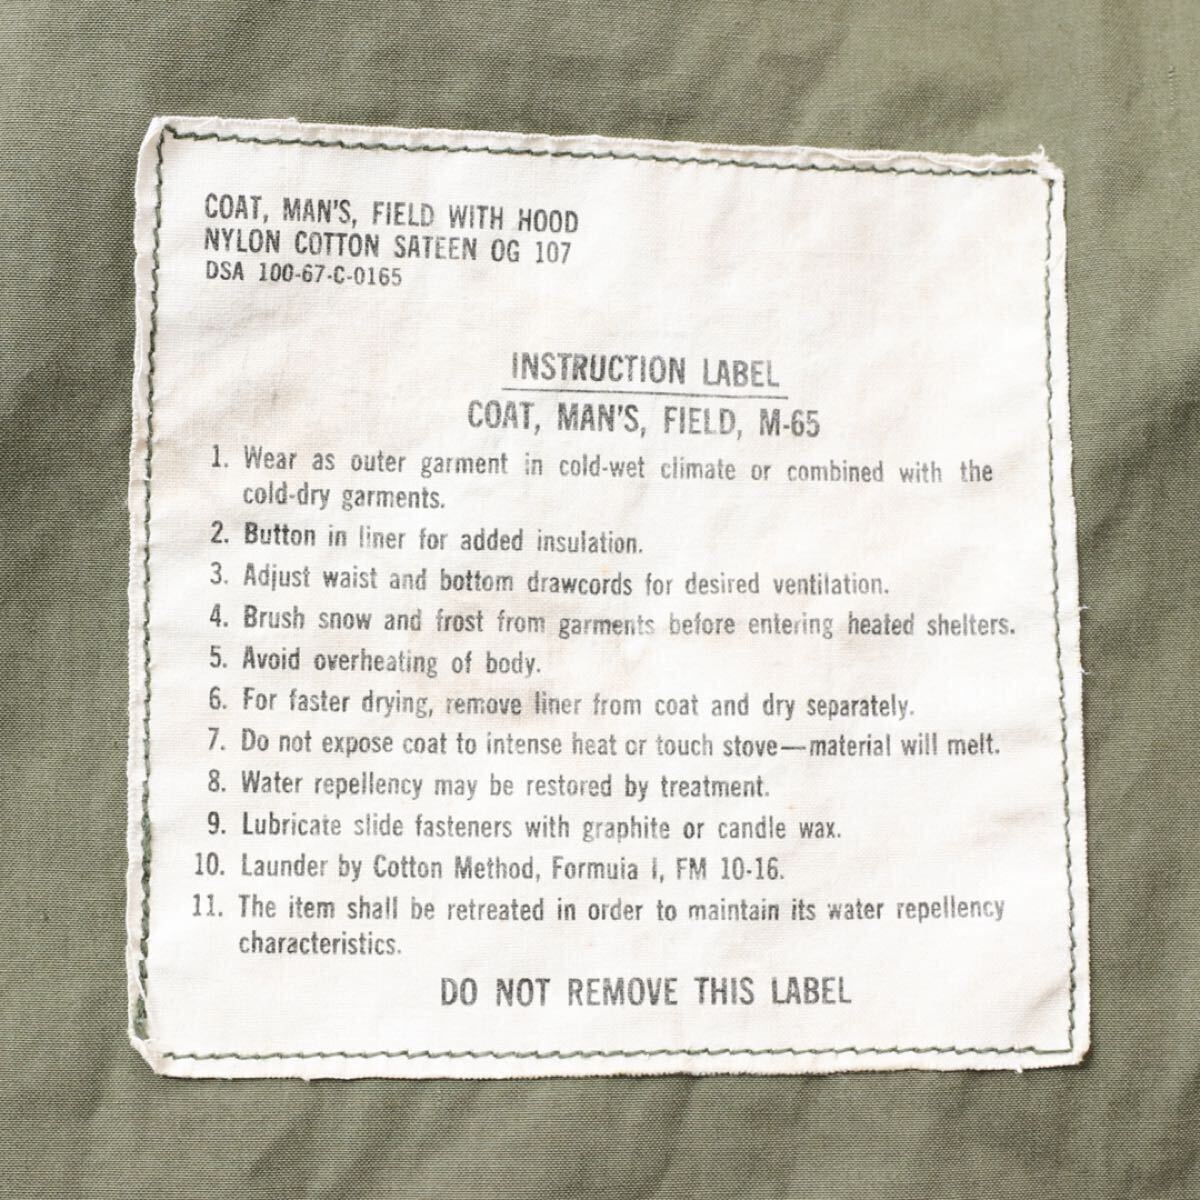 COAT, MAN'S, FIELD WITH HOOD
NYLON COTTON SATEEN OG 107
DSA 100-67-C-0165
INSTRUCTION LABEL
COAT, MAN'S, FIELD, M-65
1. Wear as outer garment in cold-wet climate or combined with the
cold-dry garments.
2. Button in liner for added insulation.
3. Adjust waist and bottom drawcords for desired ventilation.
4. Brush snow and frost from garments before entering heated shelters.
5. Avoid overheating of body.
6. For faster drying, remove liner from coat and dry separately.
7. Do not expose coat to intense heat or touch stove—material will melt.
8. Water repellency may be restored by treatment.
9. Lubricate slide fasteners with graphite or candle wax.
10. Launder by Cotton Method, Formula I, FM 10-16.
11. The item shall be retreated in order to maintain its water repellency
characteristics.
DO NOT REMOVE THIS LABEL